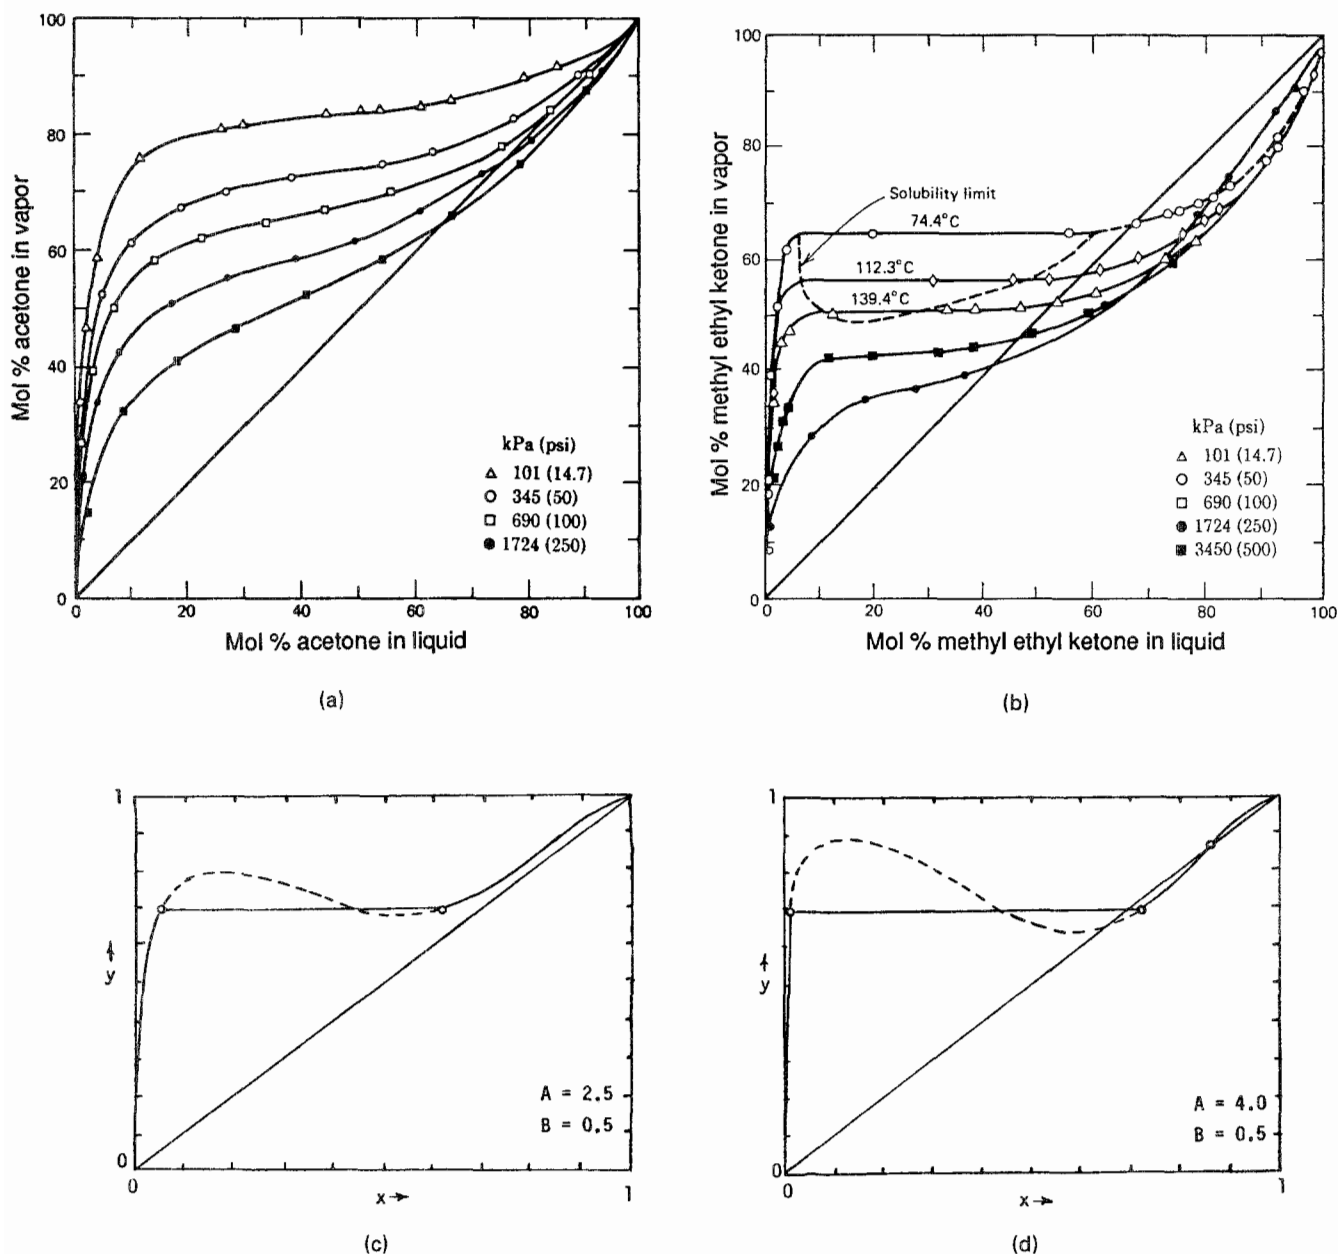 100
80
60
40
20
0
0
20
40
60
80
100
Mol % acetone in vapor
Mol % acetone in liquid
kPa (psi)
101 (14.7)
345 (50)
690 (100)
1724 (250)
(a)
100
80
60
40
20
0
0
20
40
60
80
100
Mol % methyl ethyl ketone in vapor
Mol % methyl ethyl ketone in liquid
Solubility limit
74.4°C
112.3°C
139.4°C
kPa (psi)
101 (14.7)
345 (50)
690 (100)
1724 (250)
3450 (500)
(b)
1
y
0
0
x→
1
A = 2.5
B = 0.5
(c)
1
y
0
0
x→
1
A = 4.0
B = 0.5
(d)